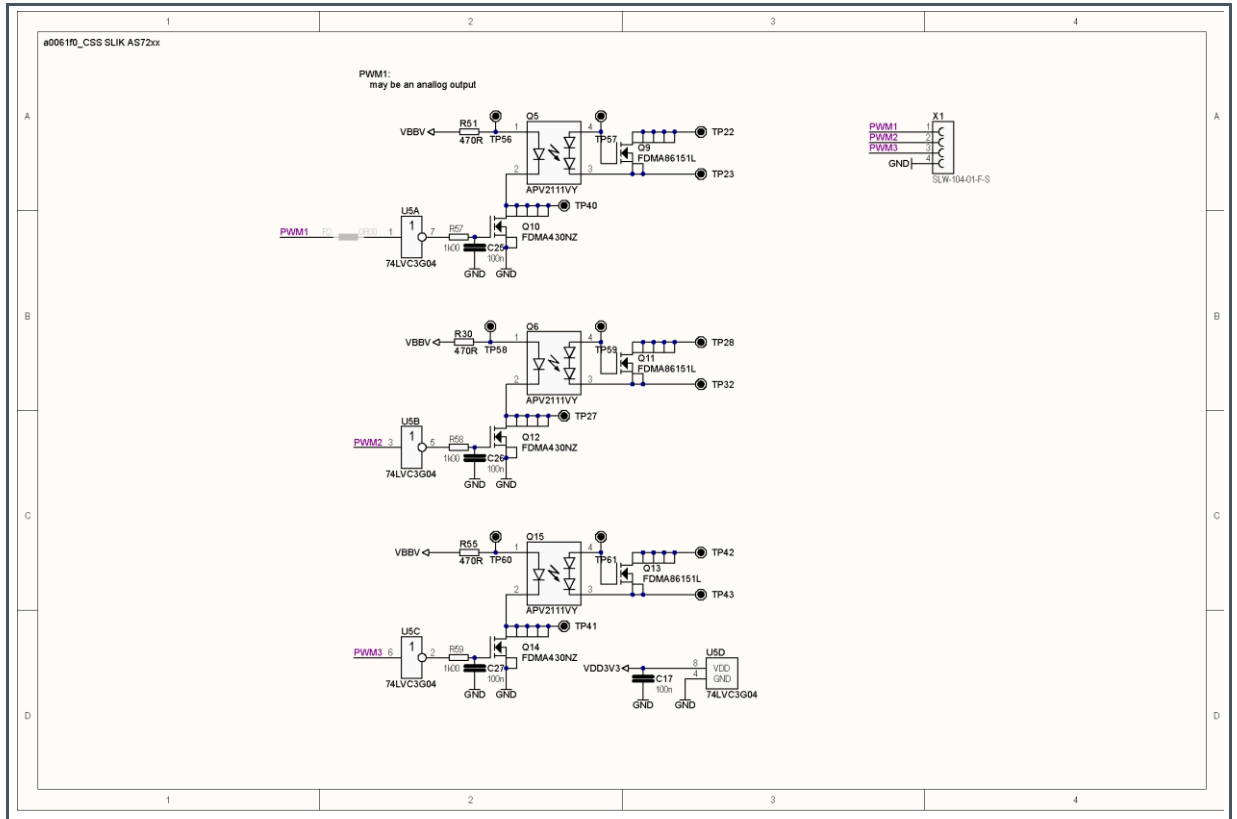 1 2 3 4
a0061f0_CSS SLIK AS72xx
PWM1:
may be an analog output
A A
VBBV R51 470R TP56 1 Q5 4 TP57 TP22
Q9
FDMA86151L
2 3 TP23
APV2111VY
TP40
X1
PWM1 1
PWM2 2
PWM3 3
GND 4
SLW-104-01-F-S
PWM1 R2 0R00 1 U5A 1 7 R57 1k00 C25 100n
Q10
FDMA430NZ
74LVC3G04
GND GND
B B
VBBV R30 470R TP58 1 Q6 4 TP59 TP28
Q11
FDMA86151L
2 3 TP32
APV2111VY
TP27
PWM2 3 U5B 1 5 R58 1k00 C26 100n
Q12
FDMA430NZ
74LVC3G04
GND GND
C C
VBBV R55 470R TP60 1 Q15 4 TP61 TP42
Q13
FDMA86151L
2 3 TP43
APV2111VY
TP41
PWM3 6 U5C 1 2 R59 1k00 C27 100n
Q14
FDMA430NZ
74LVC3G04
GND GND
VDD3V3 C17 100n GND GND
U5D
8 VDD
4 GND
74LVC3G04
D D
1 2 3 4